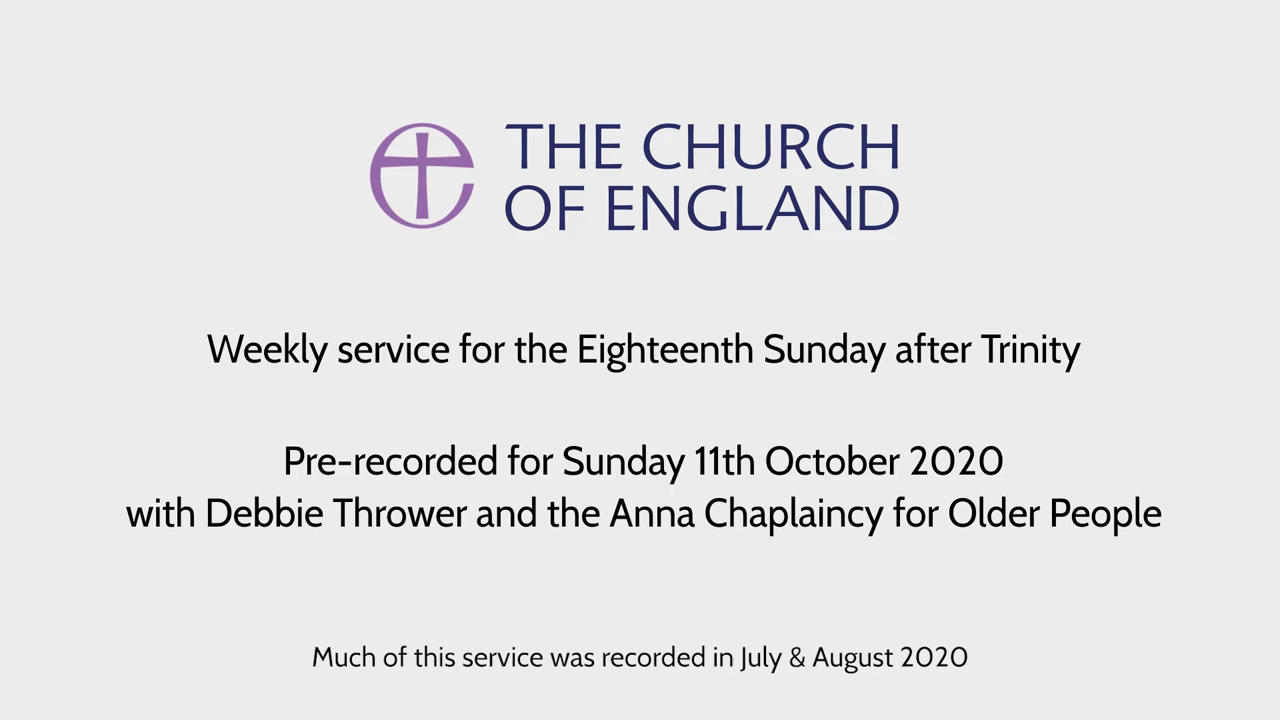 THE CHURCH
OF ENGLAND
Weekly service for the Eighteenth Sunday after Trinity
Pre-recorded for Sunday 11th October 2020
with Debbie Thrower and the Anna Chaplaincy for Older People
Much of this service was recorded in July & August 2020